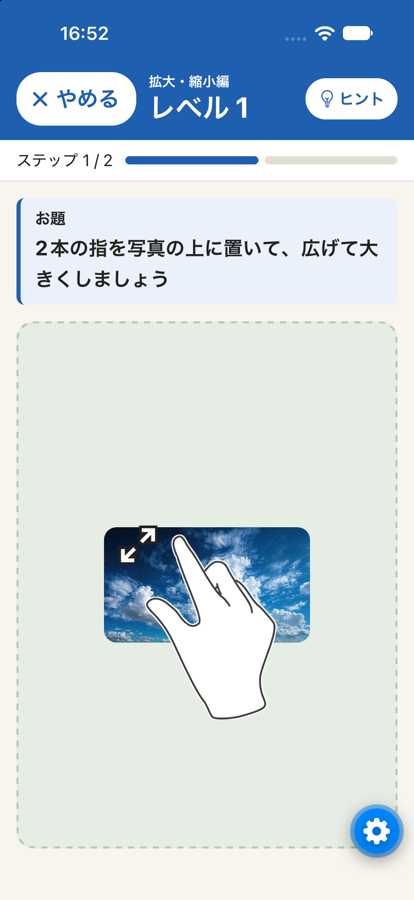 16:52
やめる
拡大・縮小編
レベル 1
ヒント
ステップ 1 / 2
お題
2本の指を写真の上に置いて、広げて大
きくしましょう